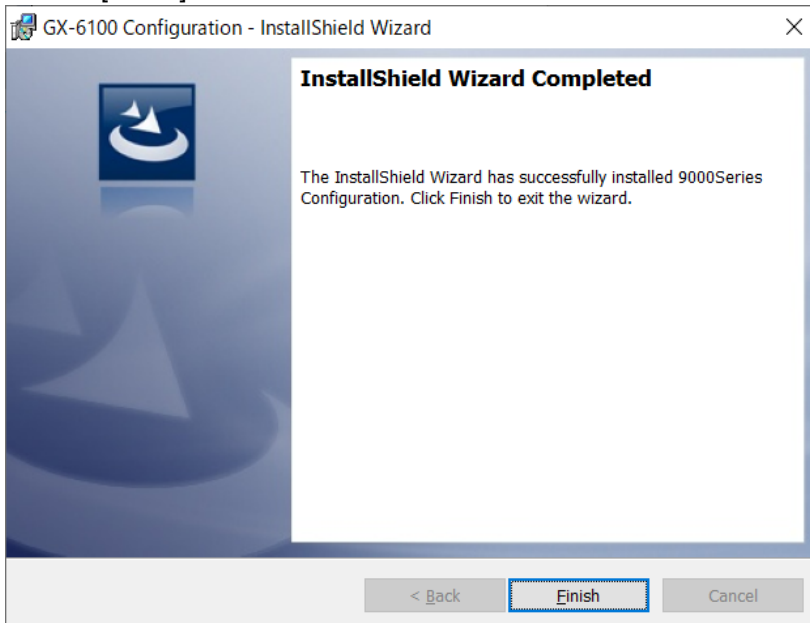 GX-6100 Configuration - InstallShield Wizard
InstallShield Wizard Completed
The InstallShield Wizard has successfully installed 9000Series
Configuration. Click Finish to exit the wizard.
< Back
Finish
Cancel